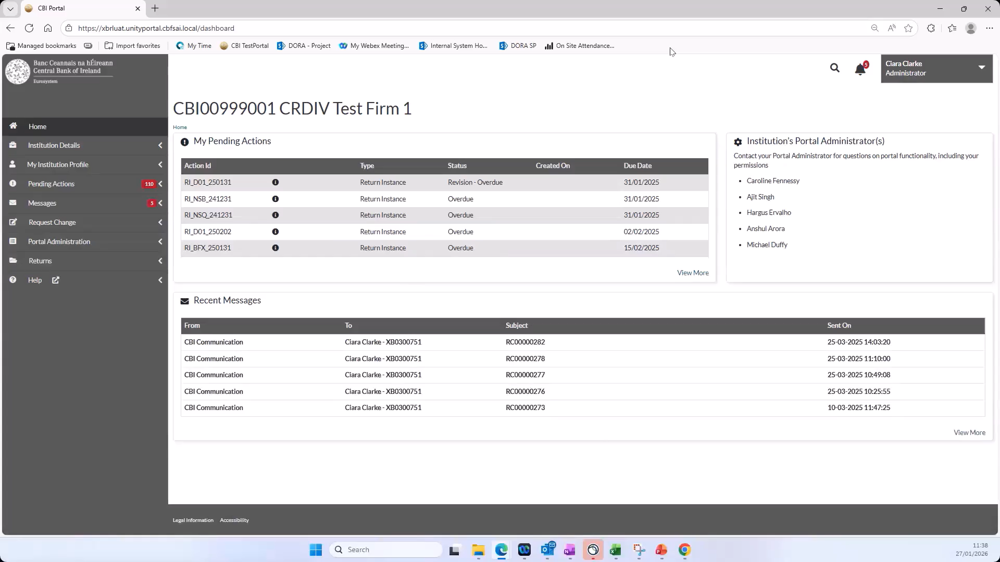 CBI Portal
https://xbrluat.unityportal.cbfsai.local/dashboard
Managed bookmarks
Import favorites
My Time
CBI TestPortal
DORA - Project
My Webex Meeting...
Internal System Ho...
DORA SP
On Site Attendance...
Banc Ceannais na hÉireann
Central Bank of Ireland
Eurosystem
5
Ciara Clarke
Administrator
Home
Institution Details
My Institution Profile
Pending Actions 110
Messages 5
Request Change
Portal Administration
Returns
Help
CBI00999001 CRDIV Test Firm 1
Home
My Pending Actions
Action Id Type Status Created On Due Date
RI_D01_250131 Return Instance Revision - Overdue 31/01/2025
RI_NSB_241231 Return Instance Overdue 31/01/2025
RI_NSQ_241231 Return Instance Overdue 31/01/2025
RI_D01_250202 Return Instance Overdue 02/02/2025
RI_BFX_250131 Return Instance Overdue 15/02/2025
View More
Institution's Portal Administrator(s)
Contact your Portal Administrator for questions on portal functionality, including your
permissions
Caroline Fennessy
Ajit Singh
Hargus Ervalho
Anshul Arora
Michael Duffy
Recent Messages
From To Subject Sent On
CBI Communication Ciara Clarke - XB0300751 RC00000282 25-03-2025 14:03:20
CBI Communication Ciara Clarke - XB0300751 RC00000278 25-03-2025 11:10:00
CBI Communication Ciara Clarke - XB0300751 RC00000277 25-03-2025 10:49:08
CBI Communication Ciara Clarke - XB0300751 RC00000276 25-03-2025 10:25:55
CBI Communication Ciara Clarke - XB0300751 RC00000273 10-03-2025 11:47:25
View More
Legal Information Accessibility
Search
11:38
27/01/2026